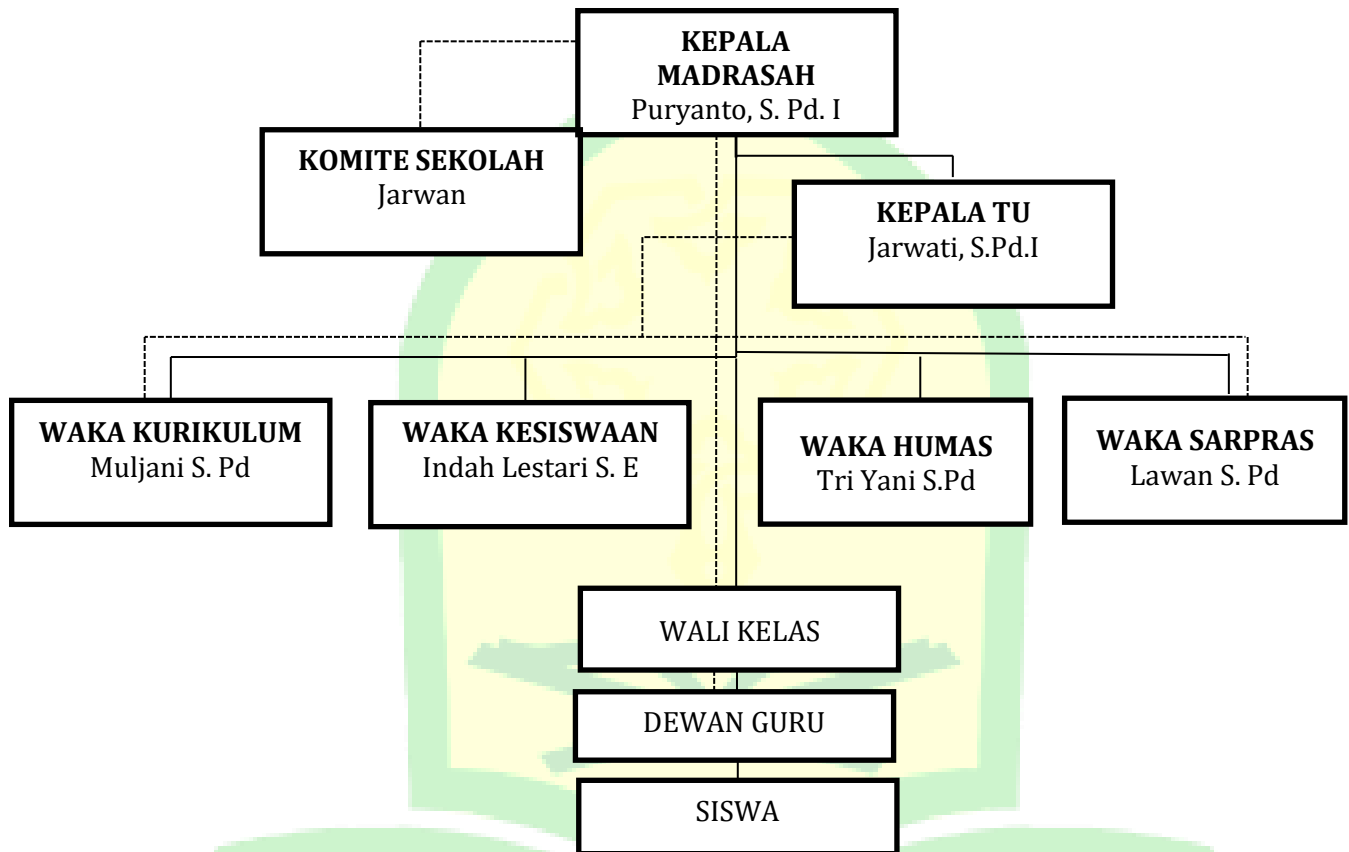 KEPALA
MADRASAH
Puryanto, S. Pd. I
KOMITE SEKOLAH
Jarwan
KEPALA TU
Jarwati, S.Pd.I
WAKA KURIKULUM
Muljani S. Pd
WAKA KESISWAAN
Indah Lestari S. E
WAKA HUMAS
Tri Yani S.Pd
WAKA SARPRAS
Lawan S. Pd
WALI KELAS
DEWAN GURU
SISWA